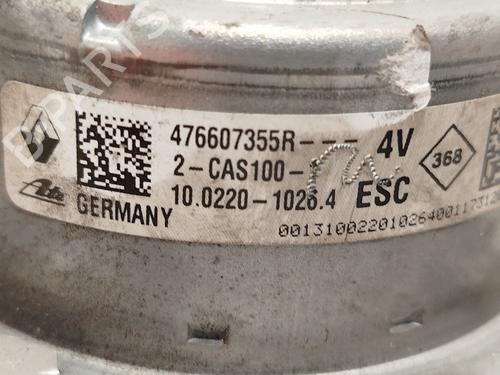 476607355R--- 4V
2-CAS100-
10.0220-1026.4 ESC
Ate GERMANY
368
00131002201026400117312
B-PARTS